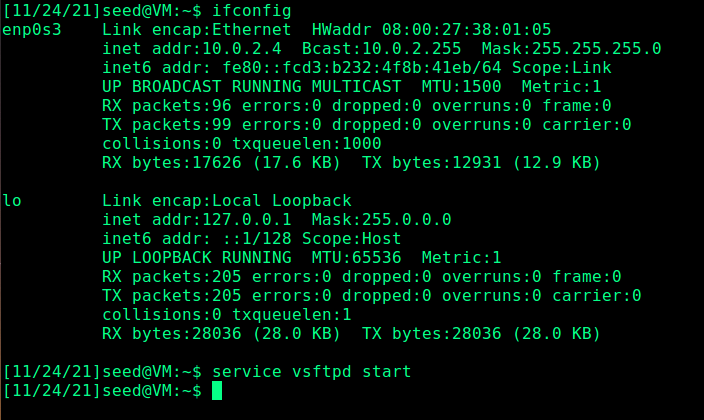 [11/24/21]seed@VM:~$ ifconfig
enp0s3    Link encap:Ethernet  HWaddr 08:00:27:38:01:05
          inet addr:10.0.2.4  Bcast:10.0.2.255  Mask:255.255.255.0
          inet6 addr: fe80::fcd3:b232:4f8b:41eb/64 Scope:Link
          UP BROADCAST RUNNING MULTICAST  MTU:1500  Metric:1
          RX packets:96 errors:0 dropped:0 overruns:0 frame:0
          TX packets:99 errors:0 dropped:0 overruns:0 carrier:0
          collisions:0 txqueuelen:1000
          RX bytes:17626 (17.6 KB)  TX bytes:12931 (12.9 KB)

lo        Link encap:Local Loopback
          inet addr:127.0.0.1  Mask:255.0.0.0
          inet6 addr: ::1/128 Scope:Host
          UP LOOPBACK RUNNING  MTU:65536  Metric:1
          RX packets:205 errors:0 dropped:0 overruns:0 frame:0
          TX packets:205 errors:0 dropped:0 overruns:0 carrier:0
          collisions:0 txqueuelen:1
          RX bytes:28036 (28.0 KB)  TX bytes:28036 (28.0 KB)

[11/24/21]seed@VM:~$ service vsftpd start
[11/24/21]seed@VM:~$